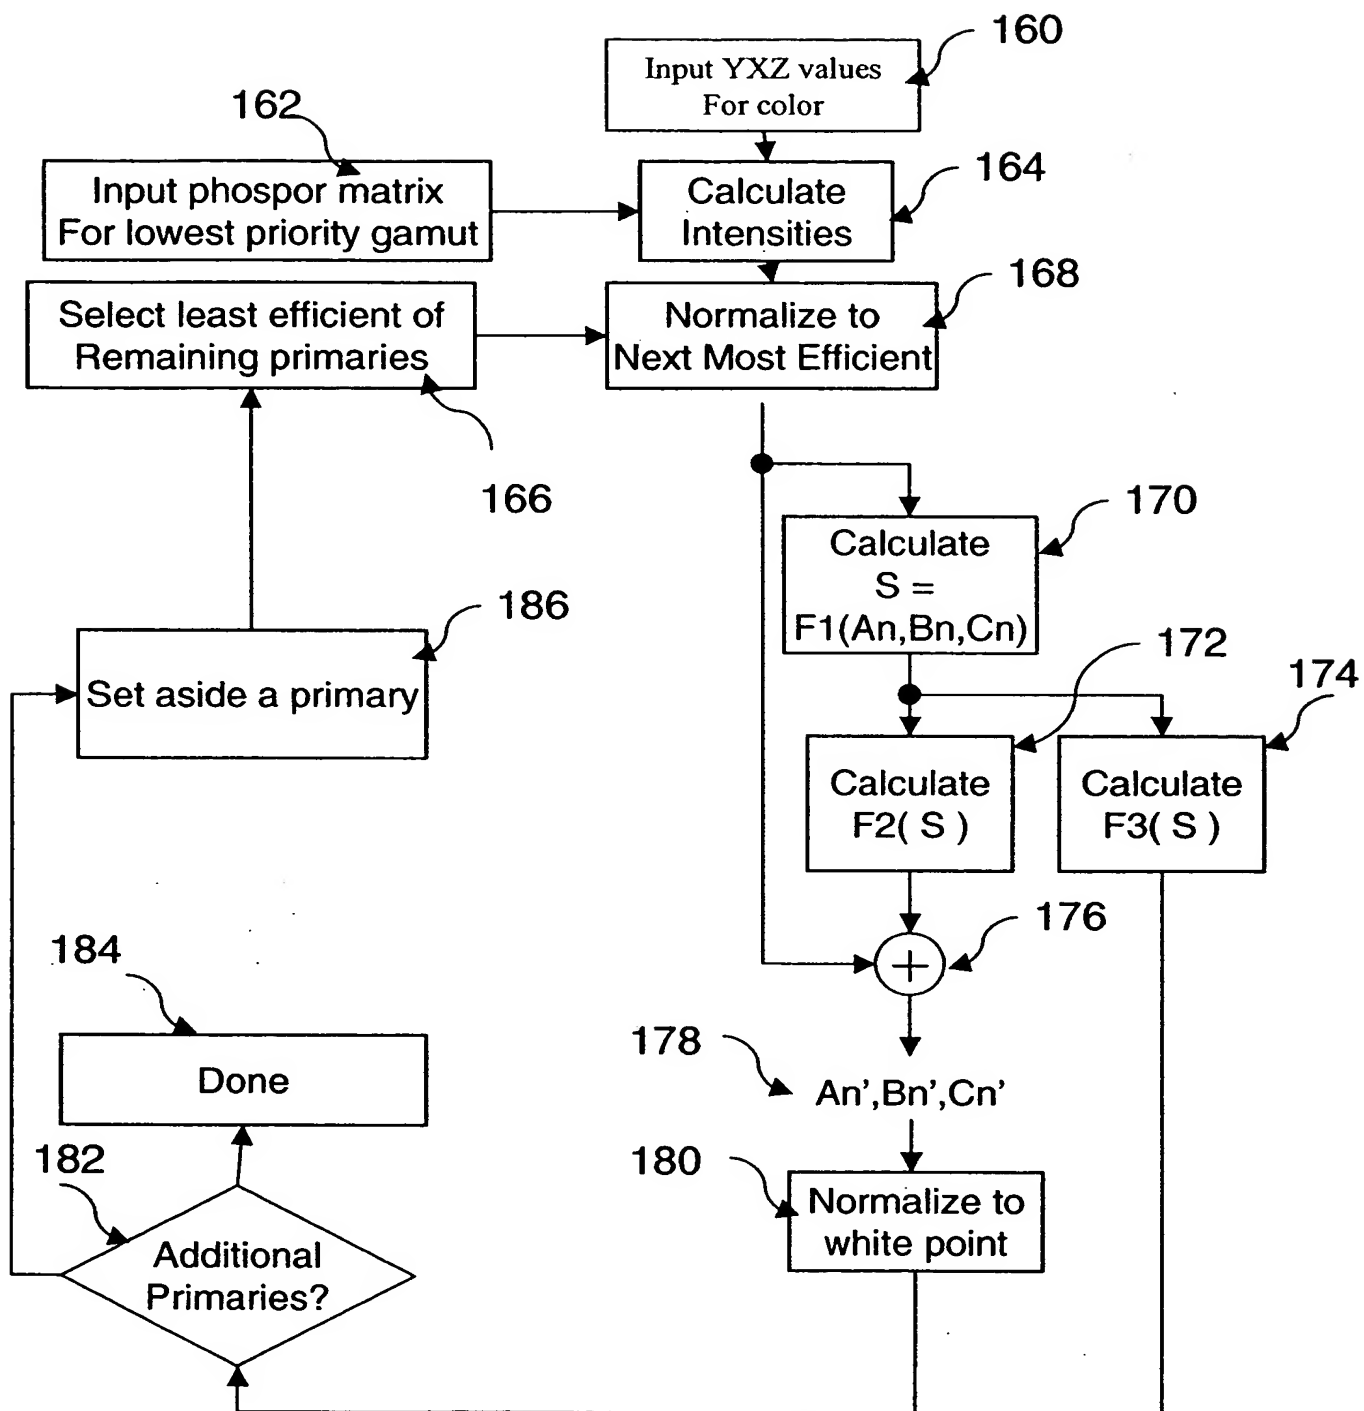 160
Input YXZ values
For color
162
Input phospor matrix
For lowest priority gamut
164
Calculate
Intensities
168
Select least efficient of
Remaining primaries
Normalize to
Next Most Efficient
166
170
Calculate
S =
F1(An,Bn,Cn)
186
Set aside a primary
172
174
Calculate
F2( S )
Calculate
F3( S )
176
+
184
Done
178
An',Bn',Cn'
182
Additional
Primaries?
180
Normalize to
white point